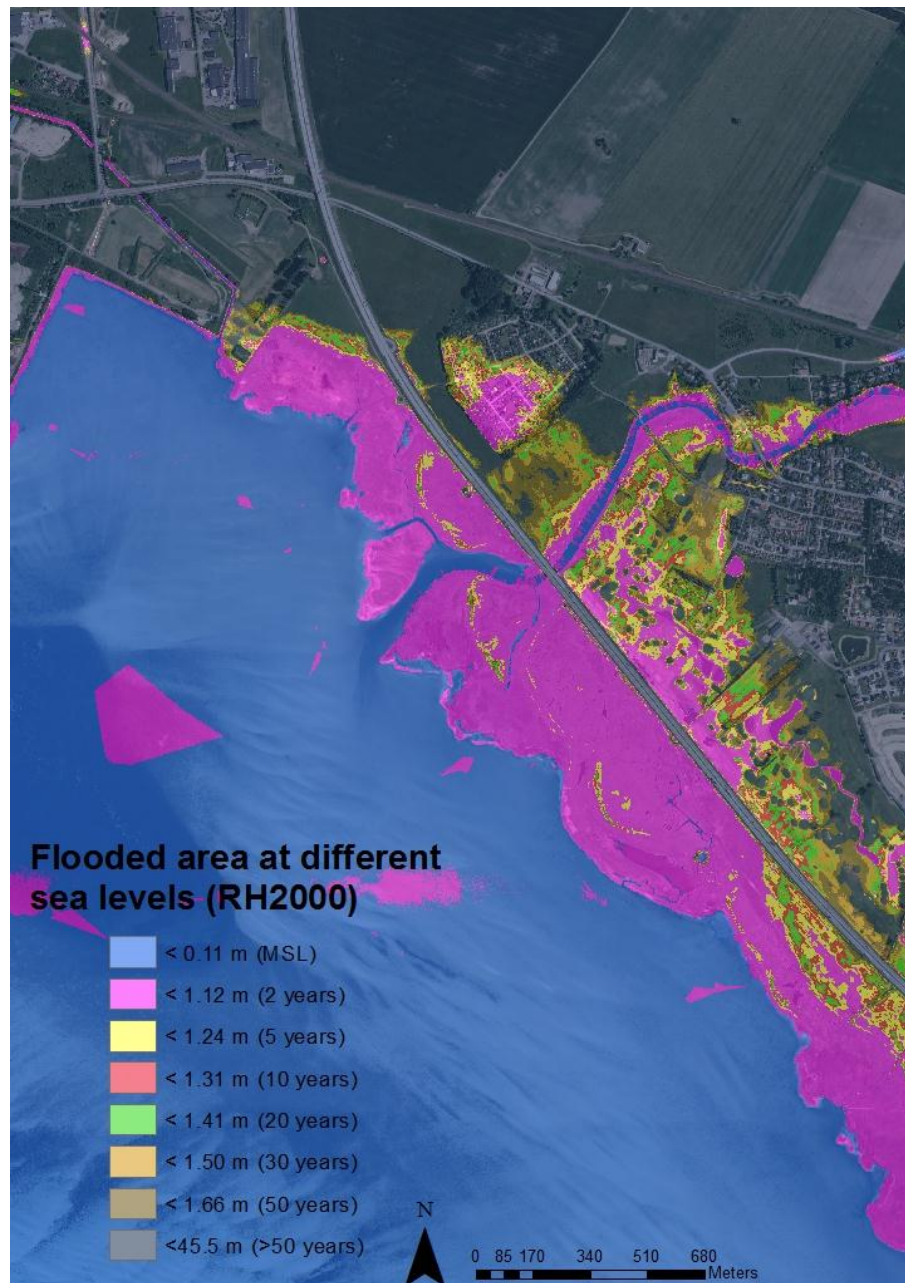 Flooded area at different
sea levels (RH2000)
< 0.11 m (MSL)
< 1.12 m (2 years)
< 1.24 m (5 years)
< 1.31 m (10 years)
< 1.41 m (20 years)
< 1.50 m (30 years)
< 1.66 m (50 years)
<45.5 m (>50 years)
N
0 85 170 340 510 680
Meters